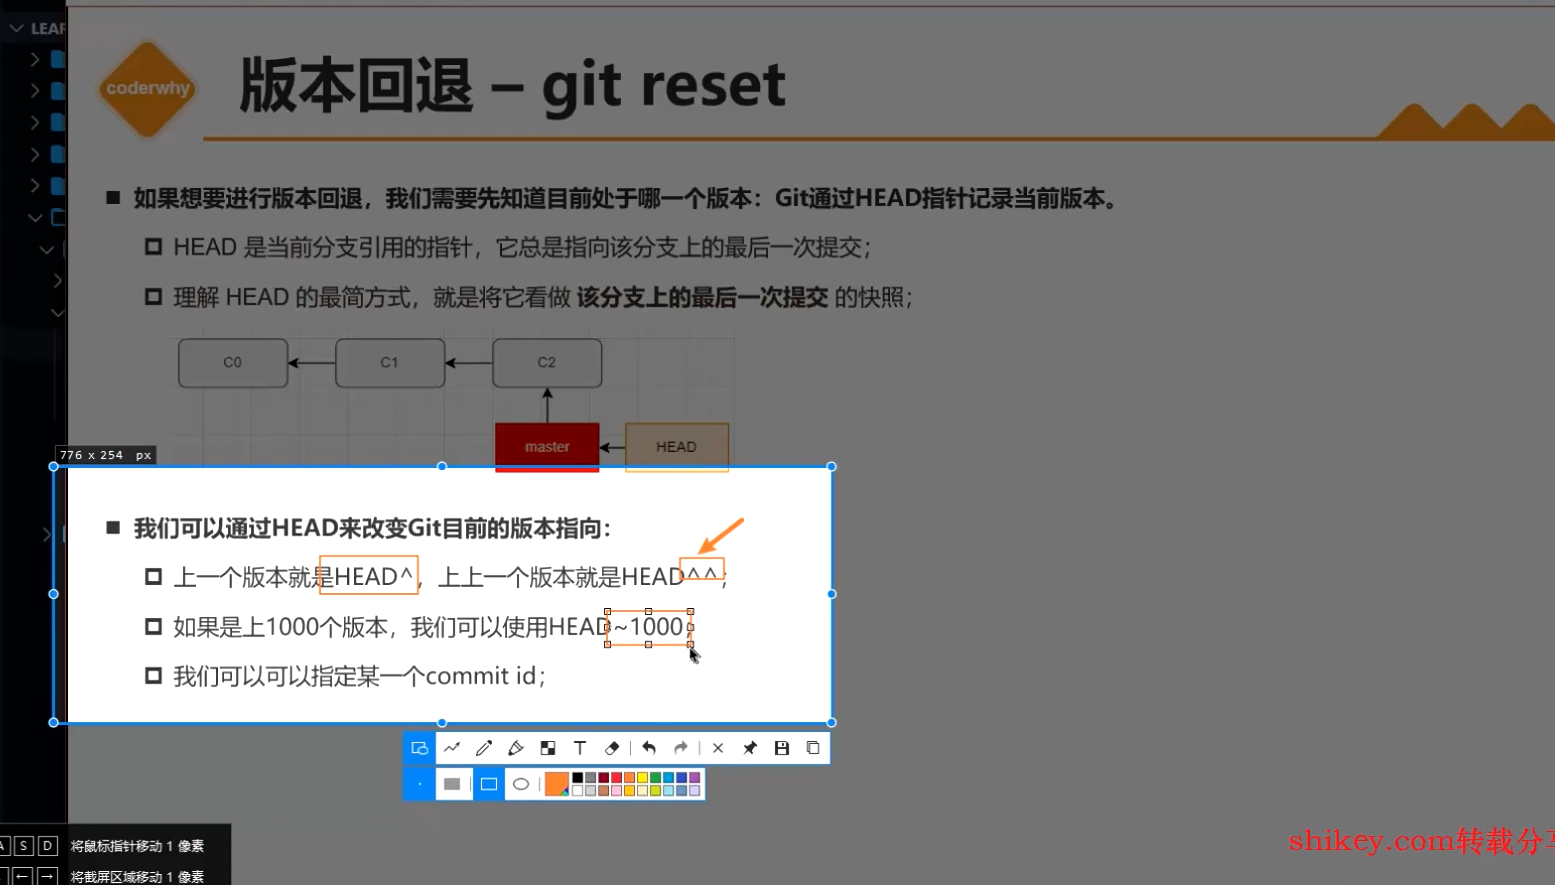 LEAR
coderwhy
版本回退 – git reset
■ 如果想要进行版本回退，我们需要先知道目前处于哪一个版本：Git通过HEAD指针记录当前版本。
HEAD 是当前分支引用的指针，它总是指向该分支上的最后一次提交；
理解 HEAD 的最简方式，就是将它看做 该分支上的最后一次提交 的快照；
C0 C1 C2
master HEAD
776 x 254 px
■ 我们可以通过HEAD来改变Git目前的版本指向：
上一个版本就是HEAD^，上上一个版本就是HEAD^^；
如果是上1000个版本，我们可以使用HEAD~1000；
我们可以可以指定某一个commit id；
T
shikey.com转载分享
A S D 将鼠标指针移动 1 像素
← → 将截屏区域移动 1 像素